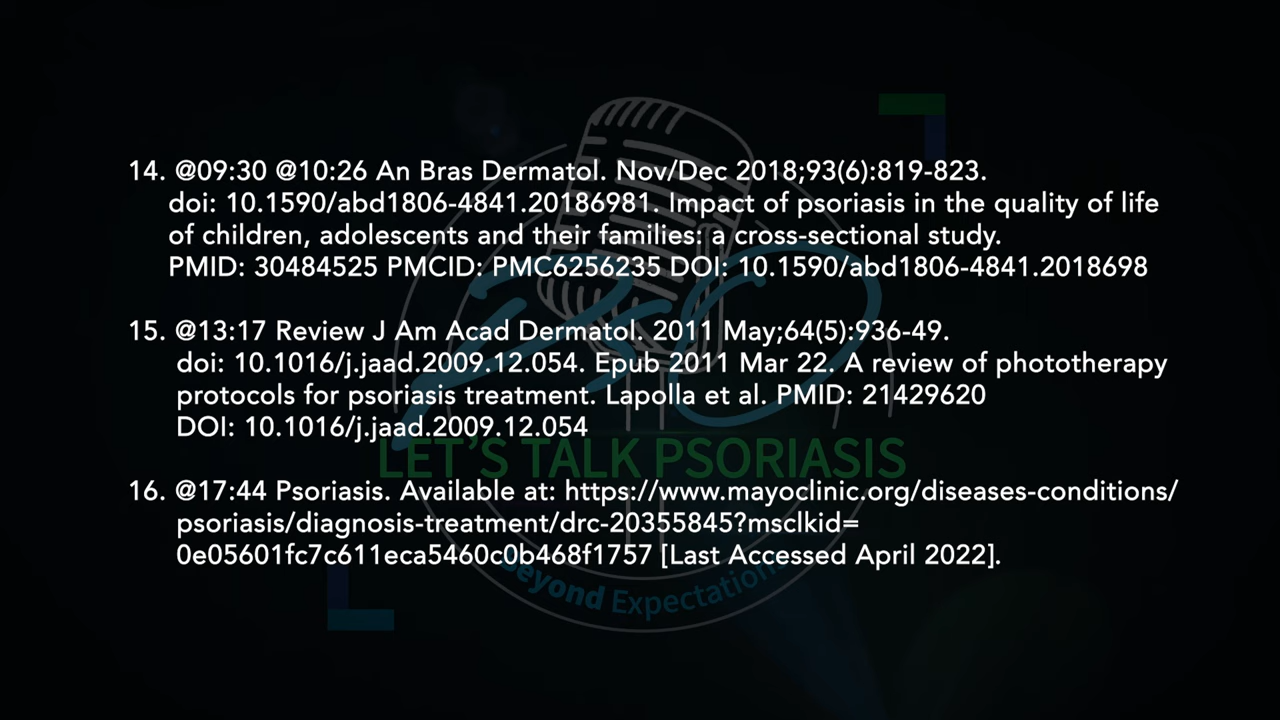 14. @09:30 @10:26 An Bras Dermatol. Nov/Dec 2018;93(6):819-823.
doi: 10.1590/abd1806-4841.20186981. Impact of psoriasis in the quality of life
of children, adolescents and their families: a cross-sectional study.
PMID: 30484525 PMCID: PMC6256235 DOI: 10.1590/abd1806-4841.2018698
15. @13:17 Review J Am Acad Dermatol. 2011 May;64(5):936-49.
doi: 10.1016/j.jaad.2009.12.054. Epub 2011 Mar 22. A review of phototherapy
protocols for psoriasis treatment. Lapolla et al. PMID: 21429620
DOI: 10.1016/j.jaad.2009.12.054
PsO
LET'S TALK PSORIASIS
16. @17:44 Psoriasis. Available at: https://www.mayoclinic.org/diseases-conditions/
psoriasis/diagnosis-treatment/drc-20355845?msclkid=
0e05601fc7c611eca5460c0b468f1757 [Last Accessed April 2022].
Beyond Expectations